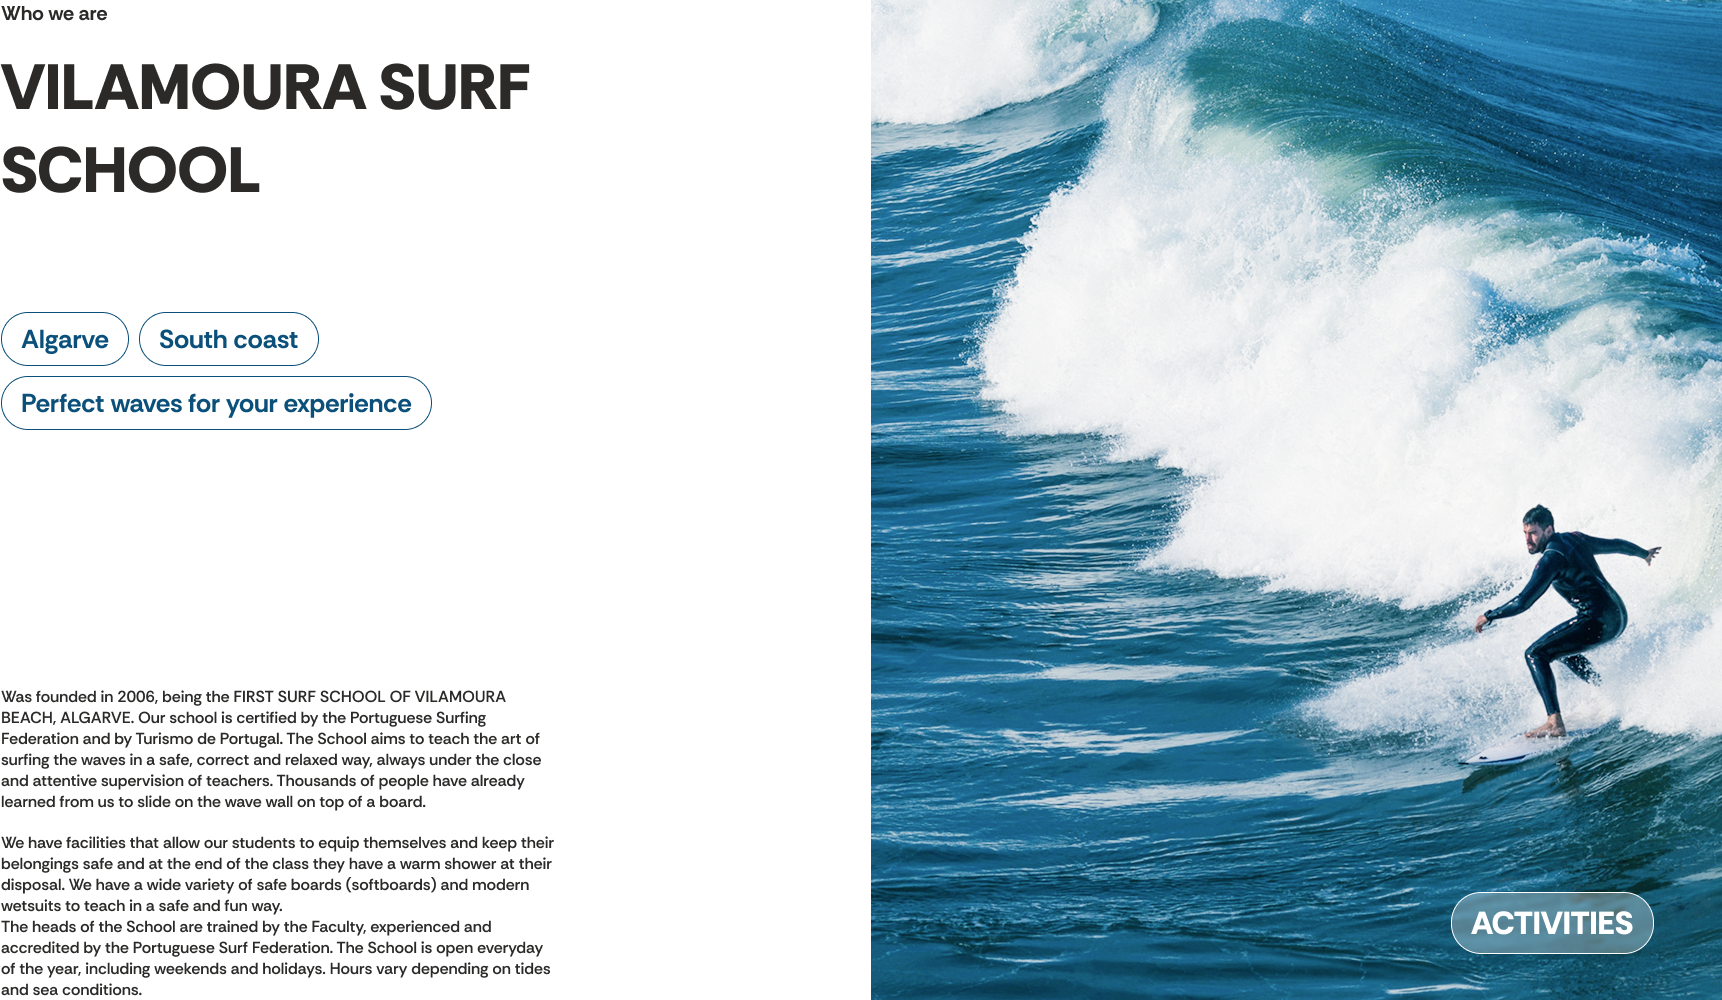 Who we are
VILAMOURA SURF
SCHOOL
Algarve
South coast
Perfect waves for your experience
Was founded in 2006, being the FIRST SURF SCHOOL OF VILAMOURA
BEACH, ALGARVE. Our school is certified by the Portuguese Surfing
Federation and by Turismo de Portugal. The School aims to teach the art of
surfing the waves in a safe, correct and relaxed way, always under the close
and attentive supervision of teachers. Thousands of people have already
learned from us to slide on the wave wall on top of a board.
We have facilities that allow our students to equip themselves and keep their
belongings safe and at the end of the class they have a warm shower at their
disposal. We have a wide variety of safe boards (softboards) and modern
wetsuits to teach in a safe and fun way.
The heads of the School are trained by the Faculty, experienced and
accredited by the Portuguese Surf Federation. The School is open everyday
of the year, including weekends and holidays. Hours vary depending on tides
and sea conditions.
ACTIVITIES